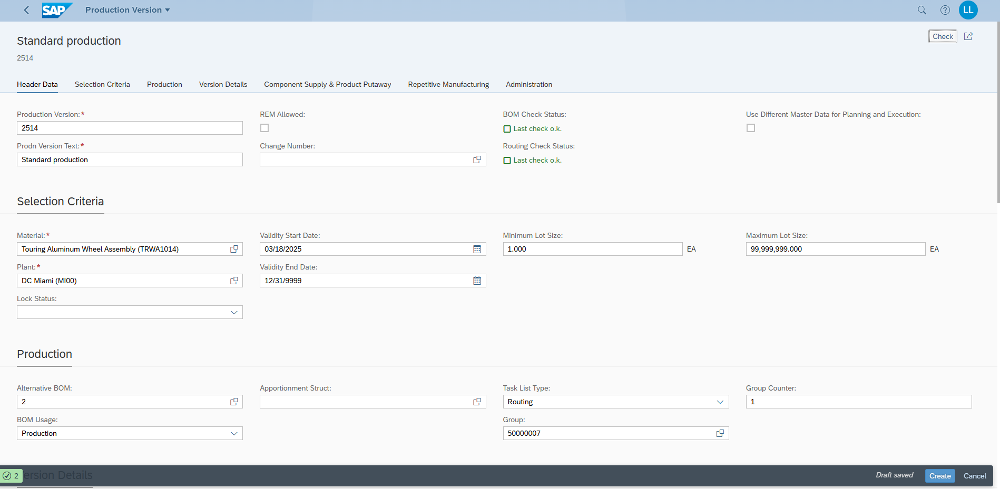 SAP Production Version
LL
Standard production
Check
2514
Header Data Selection Criteria Production Version Details Component Supply & Product Putaway Repetitive Manufacturing Administration
Production Version:* REM Allowed: BOM Check Status: Use Different Master Data for Planning and Execution:
2514 Last check o.k.
Prodn Version Text:* Change Number: Routing Check Status:
Standard production Last check o.k.
Selection Criteria
Material:* Validity Start Date: Minimum Lot Size: Maximum Lot Size:
Touring Aluminum Wheel Assembly (TRWA1014) 03/18/2025 1.000 EA 99,999,999.000 EA
Plant:* Validity End Date:
DC Miami (MI00) 12/31/9999
Lock Status:
Production
Alternative BOM: Apportionment Struct: Task List Type: Group Counter:
2 Routing 1
BOM Usage: Group:
Production 50000007
2 ersion Details Draft saved Create Cancel